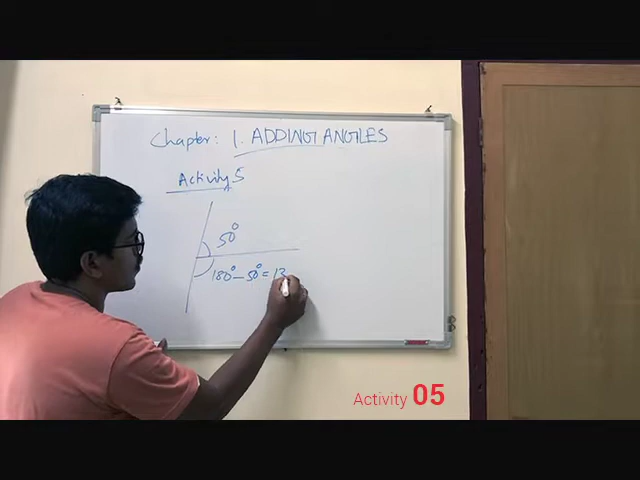 Chapter: 1. ADDING ANGLES
Activity 5
50°
180° - 50° = 13
Activity 05